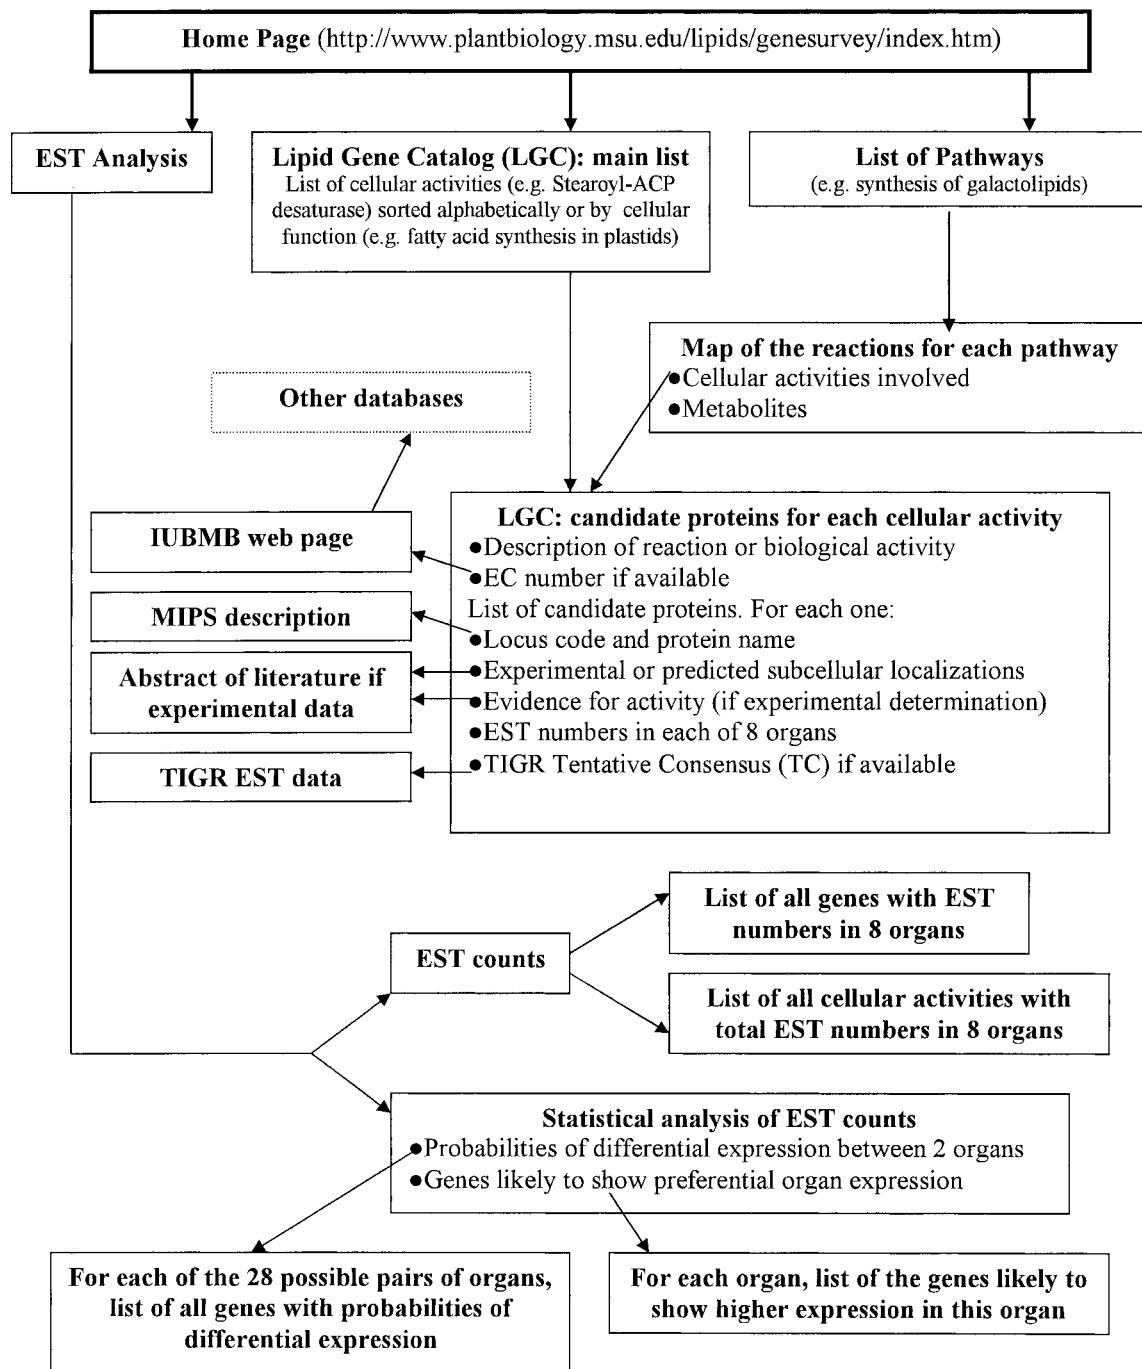 Home Page (http://www.plantbiology.msu.edu/lipids/genesurvey/index.htm)
EST Analysis
Lipid Gene Catalog (LGC): main list
List of cellular activities (e.g. Stearoyl-ACP
desaturase) sorted alphabetically or by cellular
function (e.g. fatty acid synthesis in plastids)
List of Pathways
(e.g. synthesis of galactolipids)
Map of the reactions for each pathway
●Cellular activities involved
●Metabolites
Other databases
IUBMB web page
MIPS description
Abstract of literature if
experimental data
TIGR EST data
LGC: candidate proteins for each cellular activity
●Description of reaction or biological activity
●EC number if available
List of candidate proteins. For each one:
●Locus code and protein name
●Experimental or predicted subcellular localizations
●Evidence for activity (if experimental determination)
●EST numbers in each of 8 organs
●TIGR Tentative Consensus (TC) if available
EST counts
List of all genes with EST
numbers in 8 organs
List of all cellular activities with
total EST numbers in 8 organs
Statistical analysis of EST counts
●Probabilities of differential expression between 2 organs
●Genes likely to show preferential organ expression
For each of the 28 possible pairs of organs,
list of all genes with probabilities of
differential expression
For each organ, list of the genes likely to
show higher expression in this organ